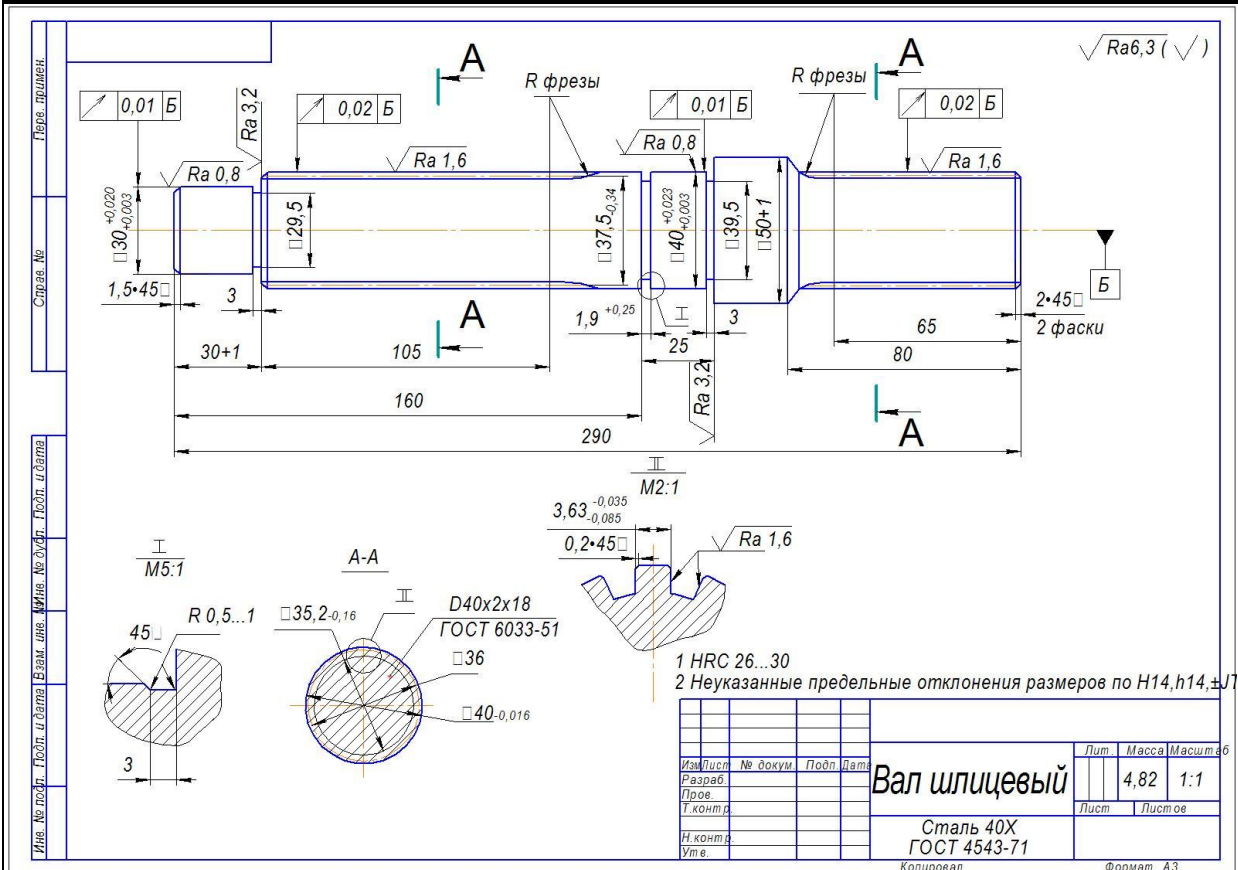 Перв. примен.
Справ. №
Подп. и дата
Инв. № дубл.
Взам. инв. №
Подп. и дата
Инв. № подл.
Ra6,3 ( )
A
A
R фрезы
R фрезы
0,01 Б
Ra 3,2
0,02 Б
0,01 Б
0,02 Б
Ra 0,8
Ra 1,6
Ra 0,8
Ra 1,6
□30 +0,020 +0,003
□29,5
□37,5-0,34
□40 +0,023 +0,003
□39,5
□50+1
Б
1,5•45□
3
A
1,9 +0,25
I
3
2•45□
2 фаски
30+1
105
25
65
80
Ra 3,2
160
A
290
II
М2:1
3,63 -0,035 -0,085
0,2•45□
Ra 1,6
I
М5:1
A-A
II
45□
R 0,5...1
□35,2-0,16
D40x2x18
ГОСТ 6033-51
□36
□40-0,016
3
1 HRC 26...30
2 Неуказанные предельные отклонения размеров по H14,h14,±JT
Изм Лист № докум. Подп. Дата
Разраб.
Пров.
Т.контр.
Н.контр.
Утв.
Вал шлицевый
Сталь 40Х
ГОСТ 4543-71
Лит. Масса Масштаб
4,82 1:1
Лист Листов
Копировал Формат А3